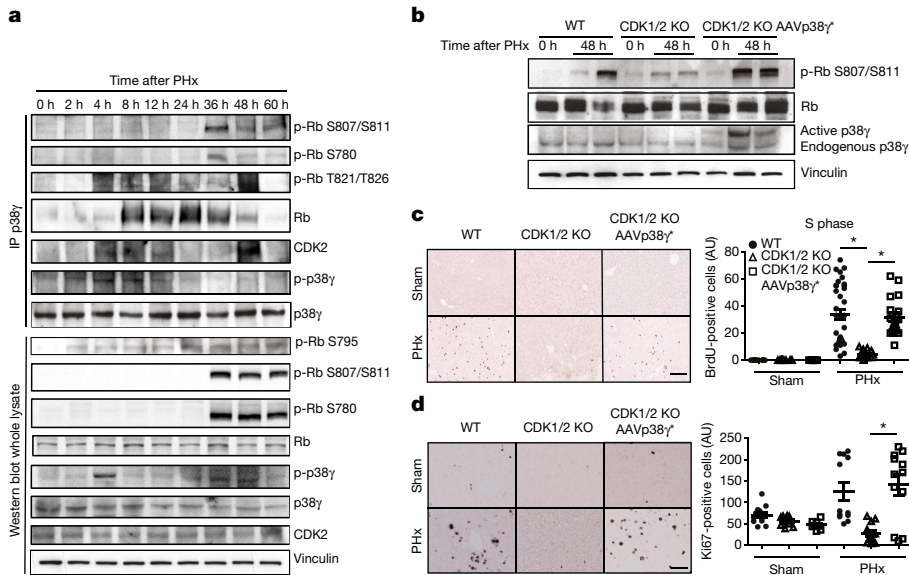 a
Time after PHx
0 h 2 h 4 h 8 h 12 h 24 h 36 h 48 h 60 h
IP p38γ
p-Rb S807/S811
p-Rb S780
p-Rb T821/T826
Rb
CDK2
p-p38γ
p38γ
Western blot whole lysate
p-Rb S795
p-Rb S807/S811
p-Rb S780
Rb
p-p38γ
p38γ
CDK2
Vinculin
b
WT CDK1/2 KO CDK1/2 KO AAVp38γ*
Time after PHx 0 h 48 h 0 h 48 h 0 h 48 h
p-Rb S807/S811
Rb
Active p38γ
Endogenous p38γ
Vinculin
c
WT CDK1/2 KO CDK1/2 KO
AAVp38γ*
Sham
PHx
S phase
BrdU-positive cells (AU)
80
60
40
20
0
WT
CDK1/2 KO
CDK1/2 KO
AAVp38γ*
* *
Sham PHx
d
WT CDK1/2 KO CDK1/2 KO
AAVp38γ*
Sham
PHx
Ki67-positive cells (AU)
250
200
150
100
50
0
*
Sham PHx